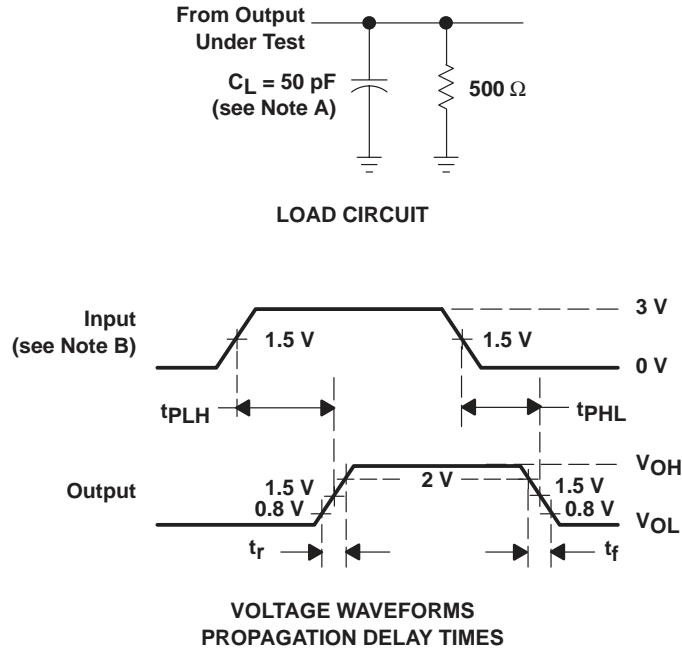 From Output
Under Test
CL = 50 pF
(see Note A)
500 Ω
LOAD CIRCUIT
Input
(see Note B)
1.5 V
1.5 V
3 V
0 V
tPLH
tPHL
Output
1.5 V
0.8 V
2 V
1.5 V
0.8 V
VOH
VOL
tr
tf
VOLTAGE WAVEFORMS
PROPAGATION DELAY TIMES